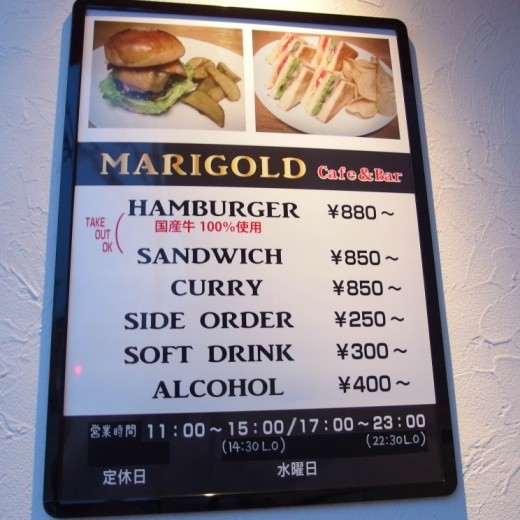 MARIGOLD Cafe&Bar
HAMBURGER ¥880～
国産牛 100％使用
TAKE
OUT
OK
SANDWICH ¥850～
CURRY ¥850～
SIDE ORDER ¥250～
SOFT DRINK ¥300～
ALCOHOL ¥400～
営業時間 11：00～15：00/17：00～23：00
(14:30L.O) (22:30L.O)
定休日 水曜日